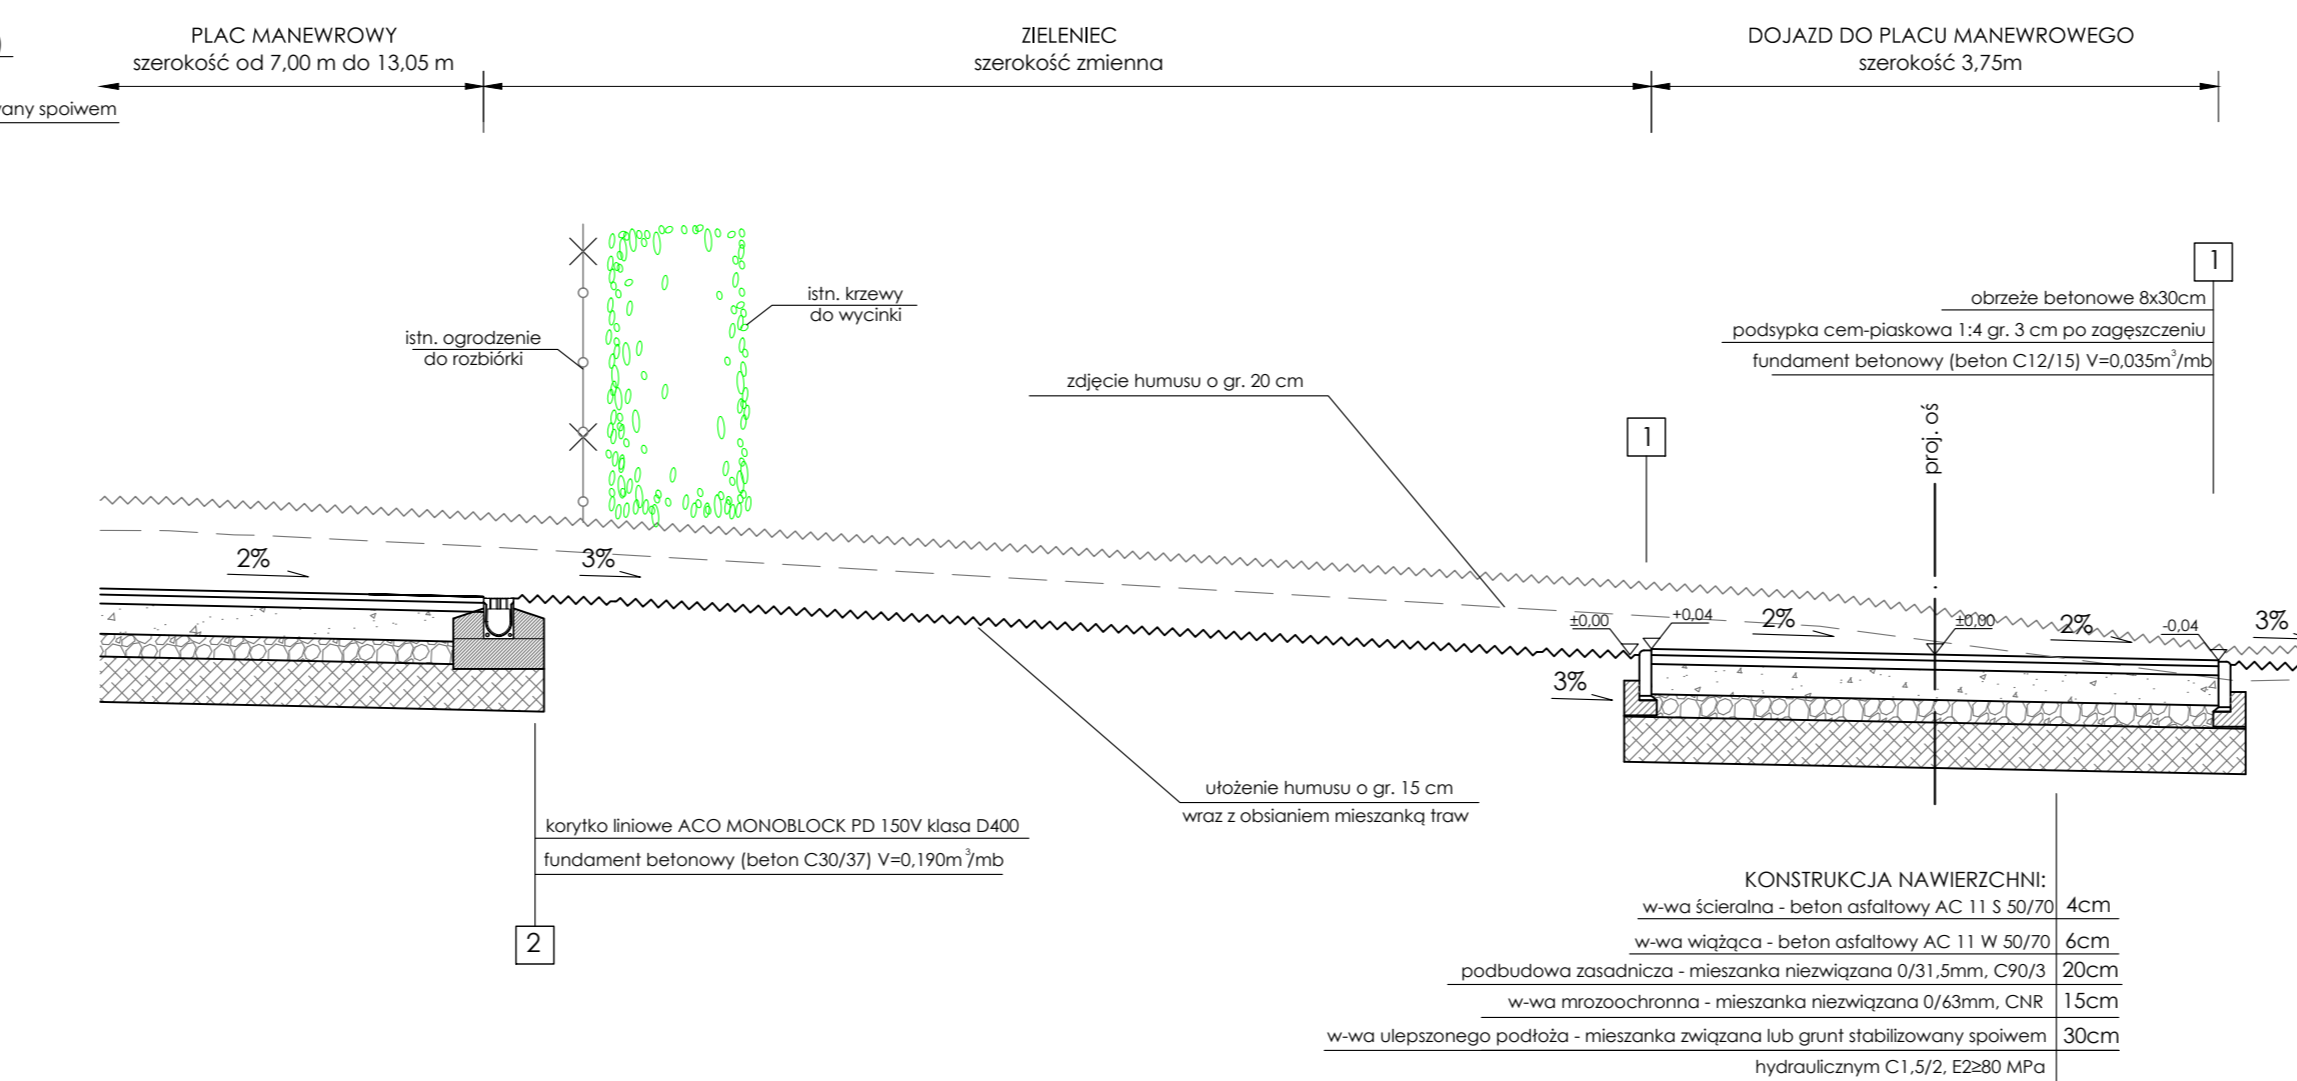 PLAC MANEWROWY
szerokość od 7,00 m do 13,05 m
ZIELENIEC
szerokość zmienna
DOJAZD DO PLACU MANEWROWEGO
szerokość 3,75m
)
any spoiwem
istn. ogrodzenie
do rozbiórki
istn. krzewy
do wycinki
zdjęcie humusu o gr. 20 cm
1
obrzeże betonowe 8x30cm
podsypka cem-piaskowa 1:4 gr. 3 cm po zagęszczeniu
fundament betonowy (beton C12/15) V=0,035m³/mb
1
proj. oś
2%
3%
±0,00
+0,04
2%
±0,00
2%
-0,04
3%
3%
ułożenie humusu o gr. 15 cm
wraz z obsianiem mieszanką traw
korytko liniowe ACO MONOBLOCK PD 150V klasa D400
fundament betonowy (beton C30/37) V=0,190m³/mb
2
KONSTRUKCJA NAWIERZCHNI:
w-wa ścieralna - beton asfaltowy AC 11 S 50/70 4cm
w-wa wiążąca - beton asfaltowy AC 11 W 50/70 6cm
podbudowa zasadnicza - mieszanka niezwiązana 0/31,5mm, C90/3 20cm
w-wa mrozoochronna - mieszanka niezwiązana 0/63mm, CNR 15cm
w-wa ulepszonego podłoża - mieszanka związana lub grunt stabilizowany spoiwem 30cm
hydraulicznym C1,5/2, E2≥80 MPa